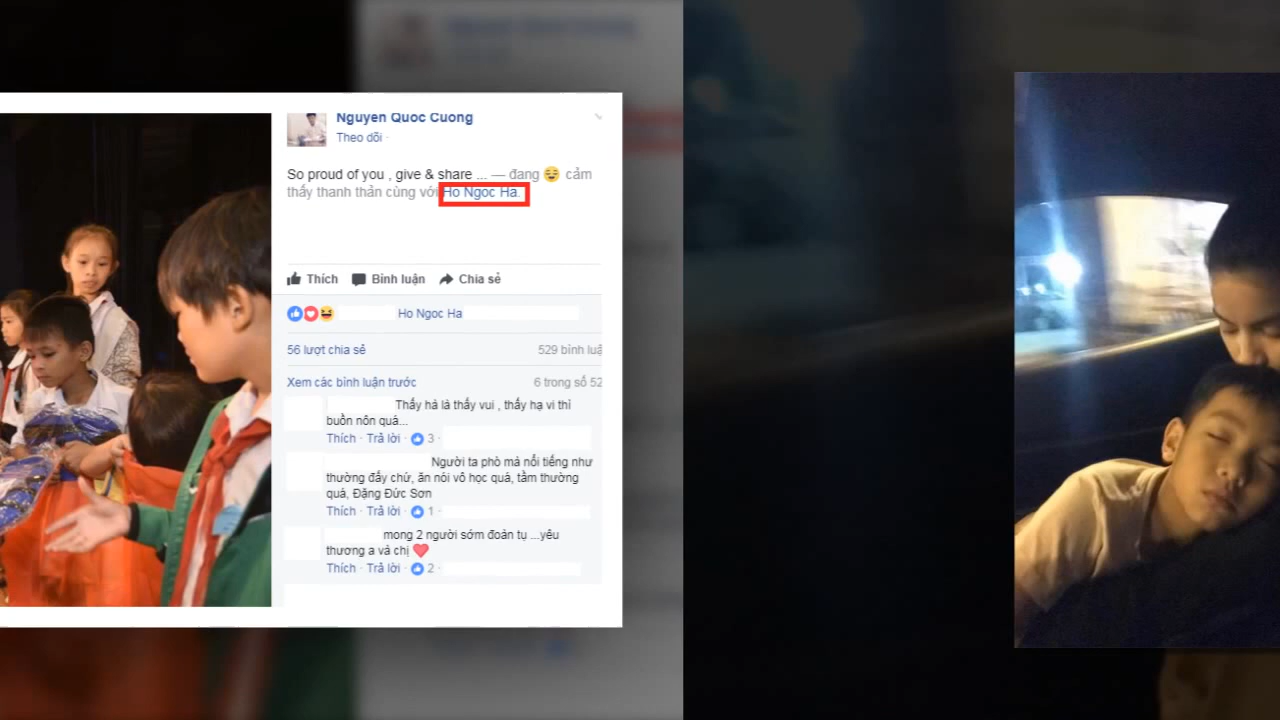 Nguyen Quoc Cuong
Theo dõi ·
So proud of you , give & share ... — đang 😌 cảm
thấy thanh thản cùng với Ho Ngoc Ha.
Thích Bình luận Chia sẻ
Ho Ngoc Ha
56 lượt chia sẻ 529 bình luậ
Xem các bình luận trước 6 trong số 52
Thấy hà là thấy vui , thấy hạ vi thì
buồn nôn quá...
Thích · Trả lời · 3 ·
Người ta phò mà nổi tiếng như
thường đấy chứ, ăn nói vô học quá, tầm thường
quá, Đặng Đức Sơn
Thích · Trả lời · 1 ·
mong 2 người sớm đoàn tụ ...yêu
thương a và chị ❤
Thích · Trả lời · 2 ·